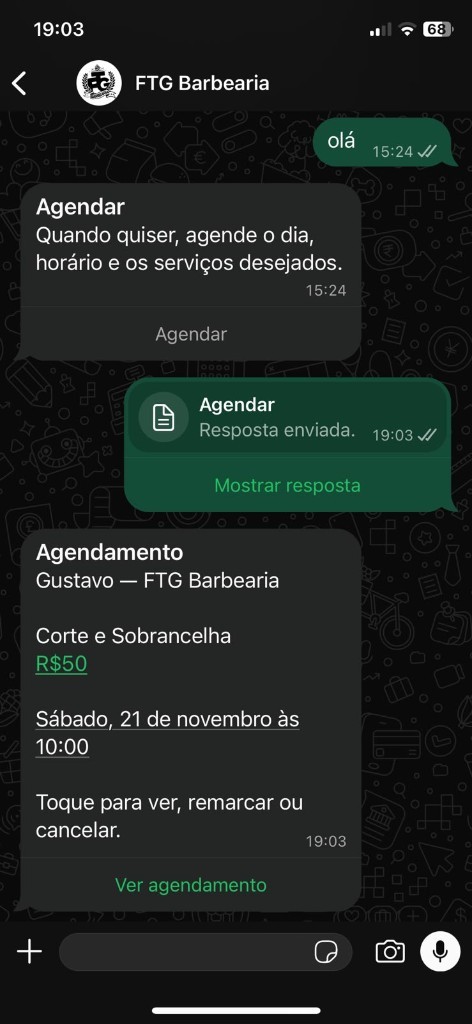 19:03
68
FTG Barbearia
olá
15:24
Agendar
Quando quiser, agende o dia,
horário e os serviços desejados.
15:24
Agendar
Agendar
Resposta enviada.
19:03
Mostrar resposta
Agendamento
Gustavo — FTG Barbearia
Corte e Sobrancelha
R$50
Sábado, 21 de novembro às
10:00
Toque para ver, remarcar ou
cancelar.
19:03
Ver agendamento